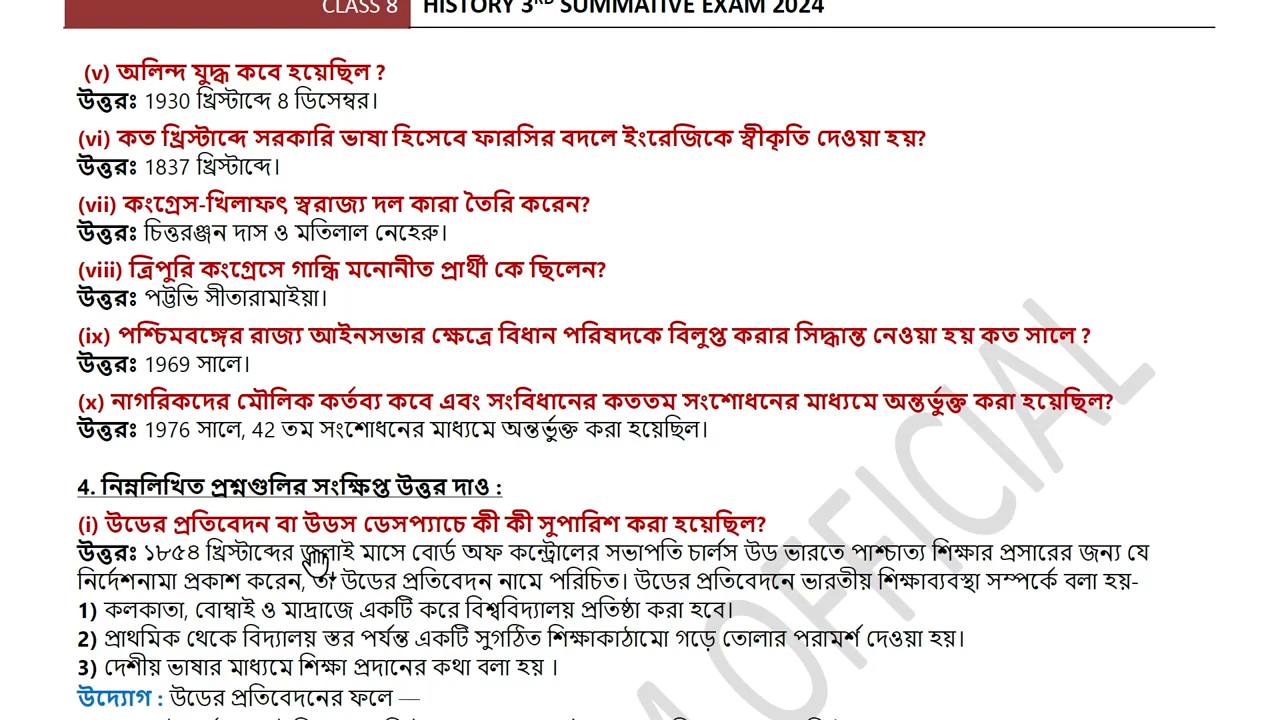 CLASS 8 HISTORY 3RD SUMMATIVE EXAM 2024
(v) অলিন্দ যুদ্ধ কবে হয়েছিল ?
উত্তরঃ 1930 খ্রিস্টাব্দে 8 ডিসেম্বর।
(vi) কত খ্রিস্টাব্দে সরকারি ভাষা হিসেবে ফারসির বদলে ইংরেজিকে স্বীকৃতি দেওয়া হয়?
উত্তরঃ 1837 খ্রিস্টাব্দে।
(vii) কংগ্রেস-খিলাফৎ স্বরাজ্য দল কারা তৈরি করেন?
উত্তরঃ চিত্তরঞ্জন দাস ও মতিলাল নেহেরু।
(viii) ত্রিপুরি কংগ্রেসে গান্ধি মনোনীত প্রার্থী কে ছিলেন?
উত্তরঃ পট্টভি সীতারামাইয়া।
(ix) পশ্চিমবঙ্গের রাজ্য আইনসভার ক্ষেত্রে বিধান পরিষদকে বিলুপ্ত করার সিদ্ধান্ত নেওয়া হয় কত সালে ?
উত্তরঃ 1969 সালে।
(x) নাগরিকদের মৌলিক কর্তব্য কবে এবং সংবিধানের কততম সংশোধনের মাধ্যমে অন্তর্ভুক্ত করা হয়েছিল?
উত্তরঃ 1976 সালে, 42 তম সংশোধনের মাধ্যমে অন্তর্ভুক্ত করা হয়েছিল।
4. নিম্নলিখিত প্রশ্নগুলির সংক্ষিপ্ত উত্তর দাও :
(i) উডের প্রতিবেদন বা উডস ডেসপ্যাচে কী কী সুপারিশ করা হয়েছিল?
উত্তরঃ ১৮৫৪ খ্রিস্টাব্দের জুলাই মাসে বোর্ড অফ কন্ট্রোলের সভাপতি চার্লস উড ভারতে পাশ্চাত্য শিক্ষার প্রসারের জন্য যে
নির্দেশনামা প্রকাশ করেন, তা উডের প্রতিবেদন নামে পরিচিত। উডের প্রতিবেদনে ভারতীয় শিক্ষাব্যবস্থা সম্পর্কে বলা হয়-
1) কলকাতা, বোম্বাই ও মাদ্রাজে একটি করে বিশ্ববিদ্যালয় প্রতিষ্ঠা করা হবে।
2) প্রাথমিক থেকে বিদ্যালয় স্তর পর্যন্ত একটি সুগঠিত শিক্ষাকাঠামো গড়ে তোলার পরামর্শ দেওয়া হয়।
3) দেশীয় ভাষার মাধ্যমে শিক্ষা প্রদানের কথা বলা হয় ।
উদ্যোগ : উডের প্রতিবেদনের ফলে —
OFFICIAL